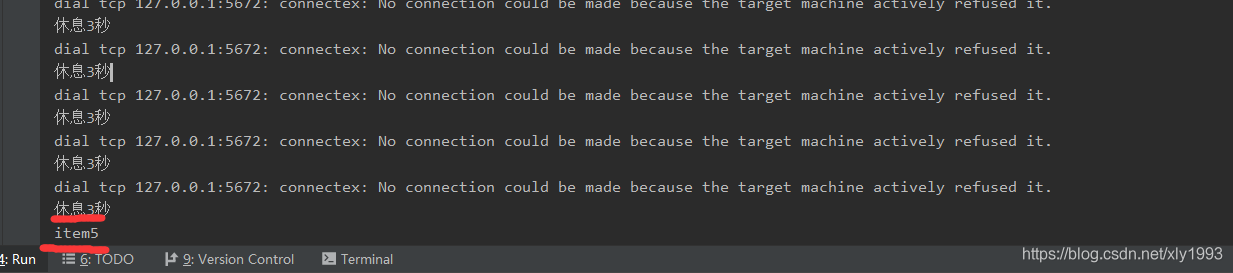 dial tcp 127.0.0.1:5672: connectex: No connection could be made because the target machine actively refused it.
休息3秒
dial tcp 127.0.0.1:5672: connectex: No connection could be made because the target machine actively refused it.
休息3秒
dial tcp 127.0.0.1:5672: connectex: No connection could be made because the target machine actively refused it.
休息3秒
dial tcp 127.0.0.1:5672: connectex: No connection could be made because the target machine actively refused it.
休息3秒
dial tcp 127.0.0.1:5672: connectex: No connection could be made because the target machine actively refused it.
休息3秒
item5
4: Run 6: TODO 9: Version Control Terminal https://blog.csdn.net/xly1993